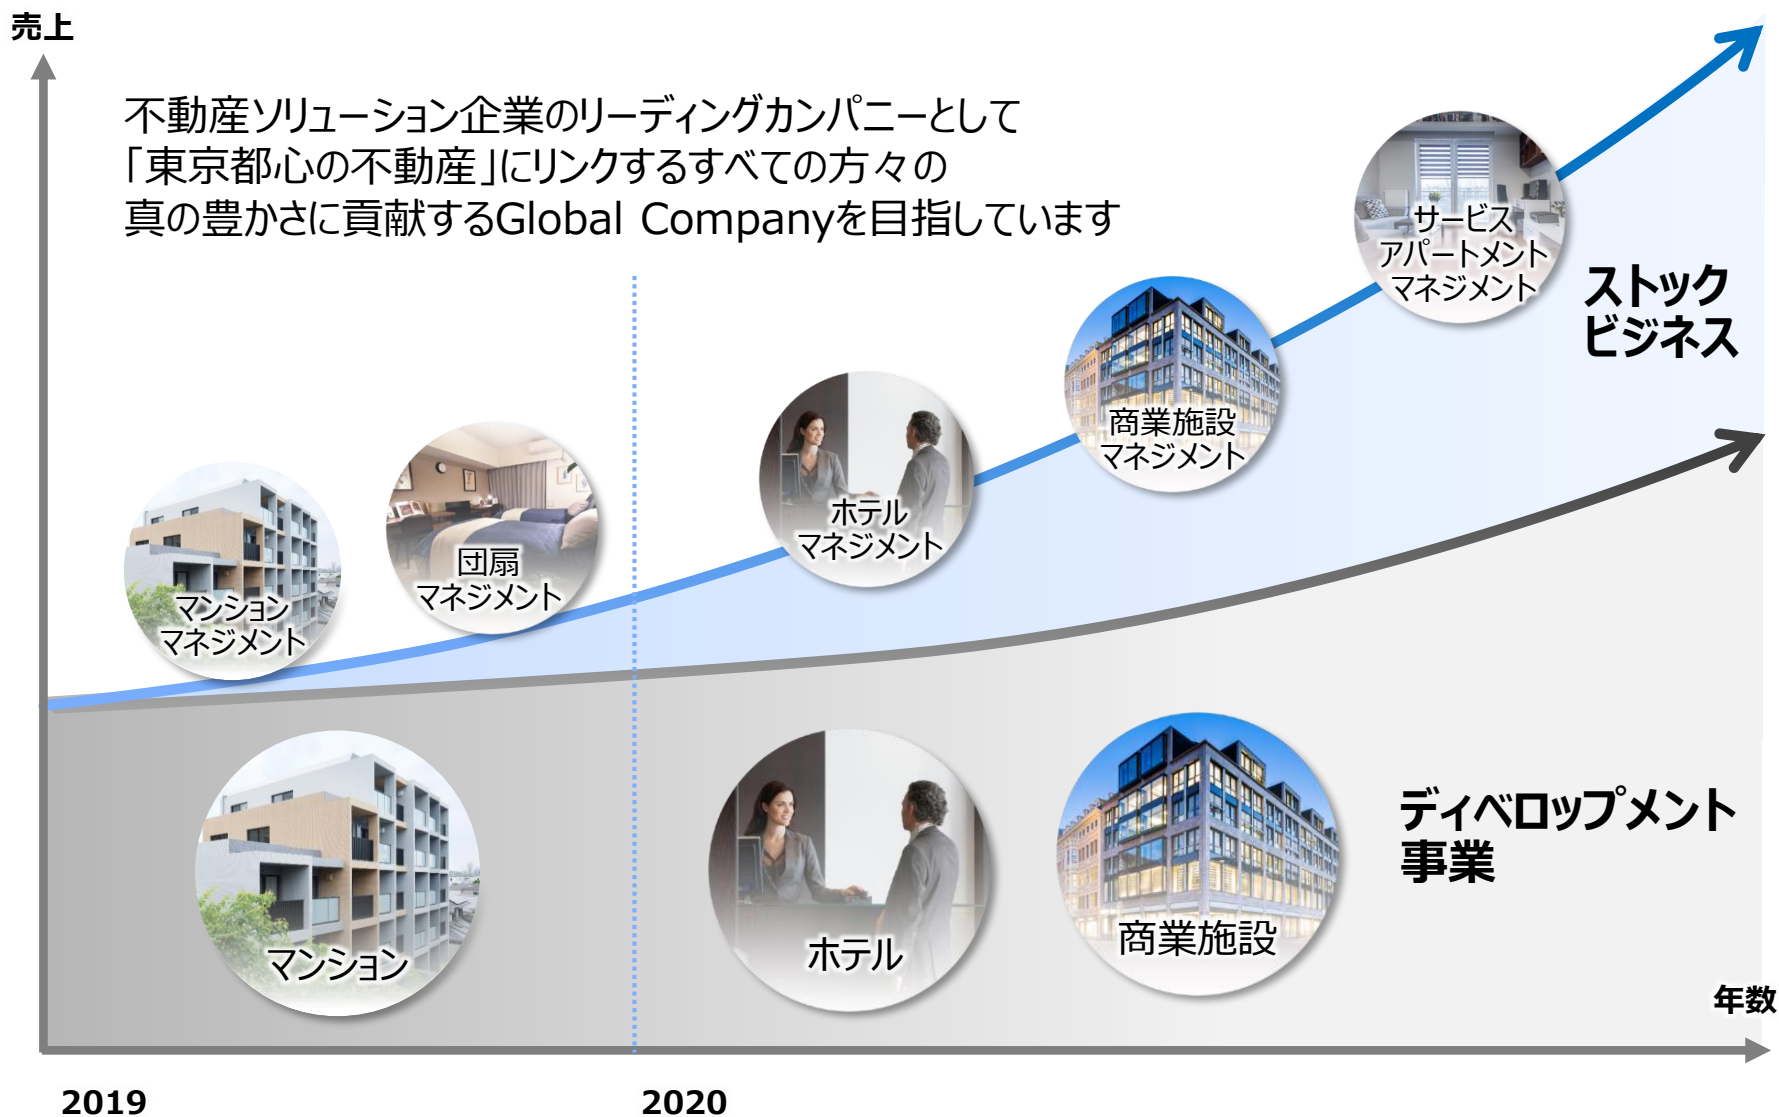 売上
不動産ソリューション企業のリーディングカンパニーとして
「東京都心の不動産」にリンクするすべての方々の
真の豊かさに貢献するGlobal Companyを目指しています
サービス
アパートメント
マネジメント
ストック
ビジネス
商業施設
マネジメント
ホテル
マネジメント
団扇
マネジメント
マンション
マネジメント
マンション
ホテル
商業施設
ディベロップメント
事業
年数
2019
2020